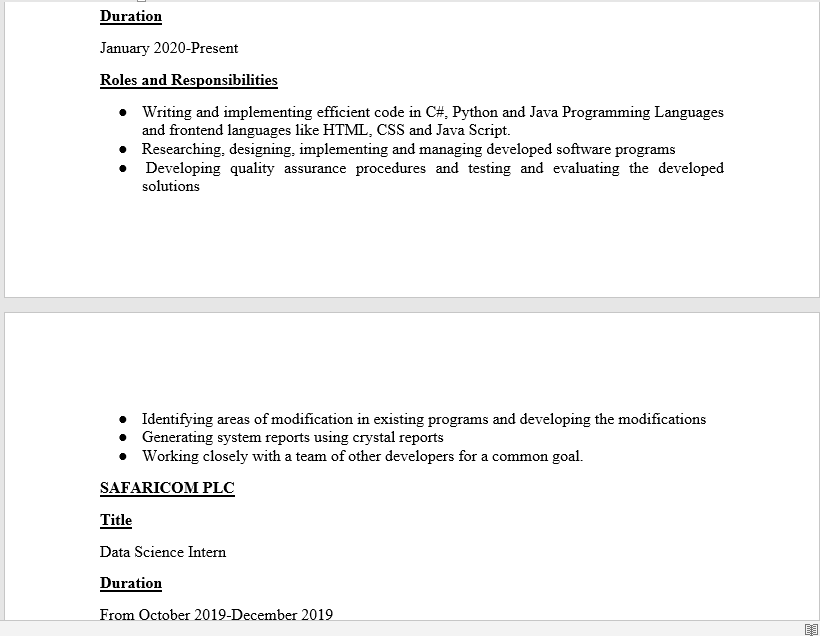 Duration
January 2020-Present
Roles and Responsibilities
● Writing and implementing efficient code in C#, Python and Java Programming Languages
and frontend languages like HTML, CSS and Java Script.
● Researching, designing, implementing and managing developed software programs
● Developing quality assurance procedures and testing and evaluating the developed
solutions
● Identifying areas of modification in existing programs and developing the modifications
● Generating system reports using crystal reports
● Working closely with a team of other developers for a common goal.
SAFARICOM PLC
Title
Data Science Intern
Duration
From October 2019-December 2019